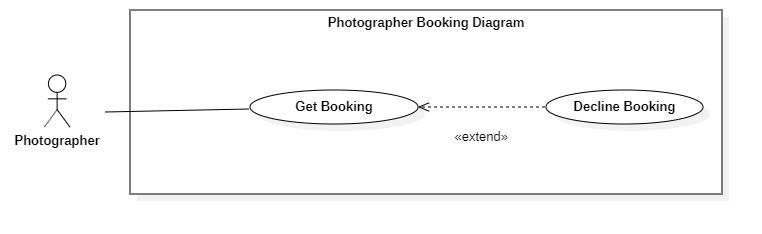 Photographer Booking Diagram
Get Booking
Decline Booking
«extend»
Photographer